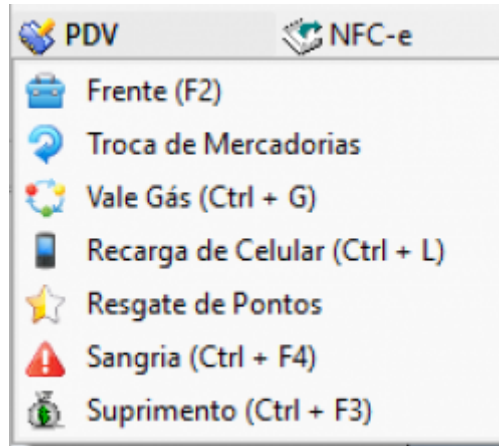 PDV NFC-e
Frente (F2)
Troca de Mercadorias
Vale Gás (Ctrl + G)
Recarga de Celular (Ctrl + L)
Resgate de Pontos
Sangria (Ctrl + F4)
Suprimento (Ctrl + F3)